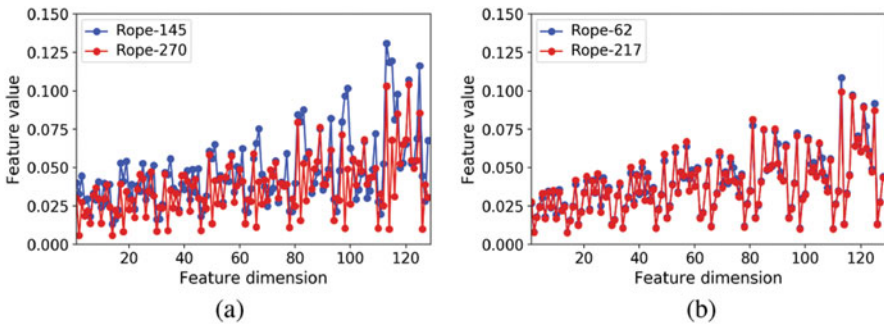 0.150
0.125
0.100
0.075
0.050
0.025
0.000
Feature value
Rope-145
Rope-270
20 40 60 80 100 120
Feature dimension
(a)
0.150
0.125
0.100
0.075
0.050
0.025
0.000
Feature value
Rope-62
Rope-217
20 40 60 80 100 120
Feature dimension
(b)